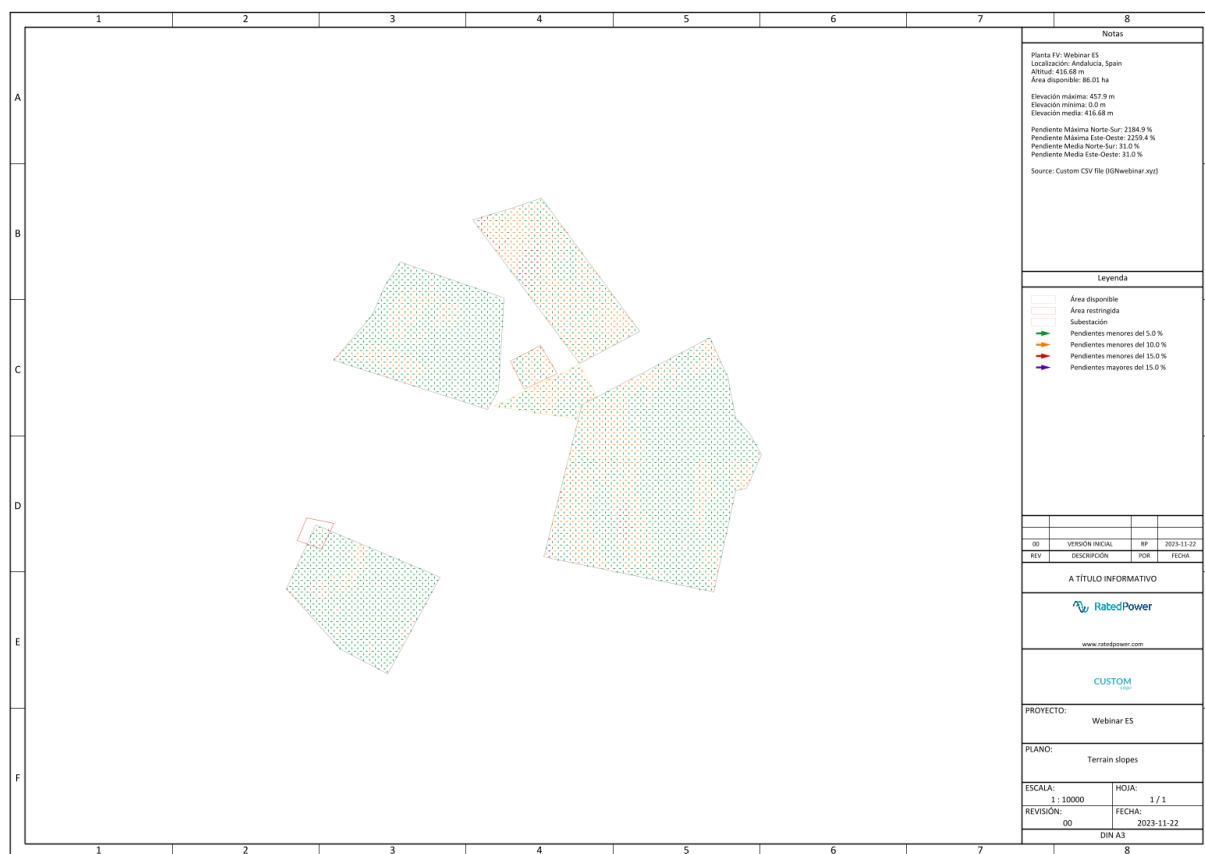 1 2 3 4 5 6 7 8
A
B
C
D
E
F
1 2 3 4 5 6 7 8
Notas
Planta FV: Webinar ES
Localización: Andalucía, Spain
Altitud: 416.68 m
Área disponible: 86.01 ha
Elevación máxima: 457.9 m
Elevación mínima: 0.0 m
Elevación media: 416.68 m
Pendiente Máxima Norte-Sur: 2184.9 %
Pendiente Máxima Este-Oeste: 2259.4 %
Pendiente Media Norte-Sur: 31.0 %
Pendiente Media Este-Oeste: 31.0 %
Source: Custom CSV file (IGNwebinar.xyz)
Leyenda
Área disponible
Área restringida
Subestación
Pendientes menores del 5.0 %
Pendientes menores del 10.0 %
Pendientes menores del 15.0 %
Pendientes mayores del 15.0 %
00 VERSIÓN INICIAL RP 2023-11-22
REV DESCRIPCIÓN POR FECHA
A TÍTULO INFORMATIVO
RatedPower
www.ratedpower.com
CUSTOM
Logo
PROYECTO:
Webinar ES
PLANO:
Terrain slopes
ESCALA: HOJA:
1 : 10000 1 / 1
REVISIÓN: FECHA:
00 2023-11-22
DIN A3